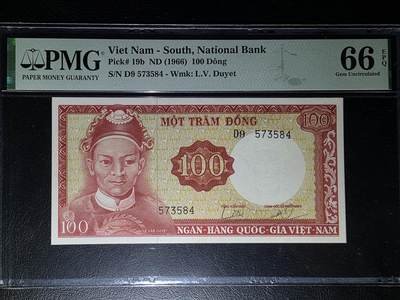 PMG
PAPER MONEY GUARANTY
Viet Nam - South, National Bank
Pick# 19b ND (1966) 100 Dông
S/N D9 573584 - Wmk: L.V. Duyet
66 EPQ
Gem Uncirculated
MỘT TRĂM ĐỒNG
100
D9 573584
100
573584
100
NGÂN-HÀNG QUỐC-GIA VIỆT-NAM